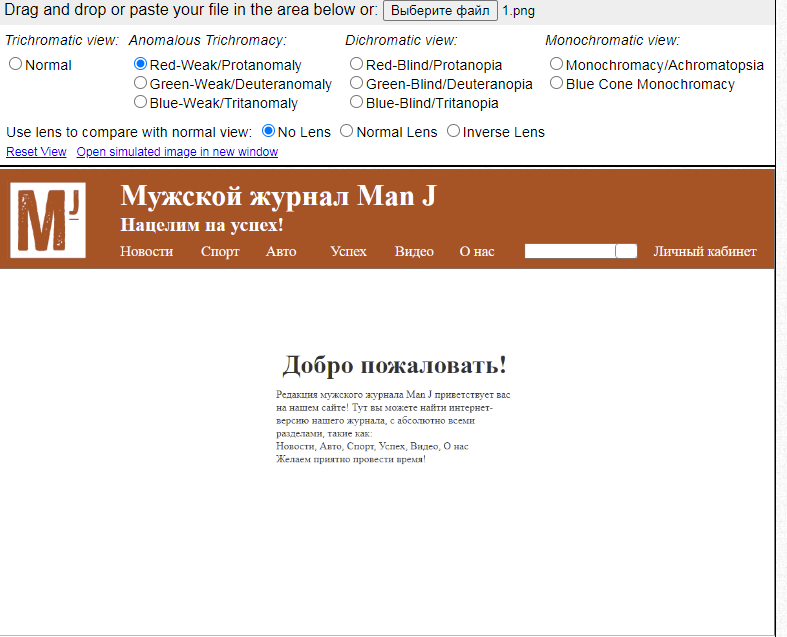 Drag and drop or paste your file in the area below or: Выберите файл 1.png
Trichromatic view: Anomalous Trichromacy: Dichromatic view: Monochromatic view:
Normal Red-Weak/Protanomaly Red-Blind/Protanopia Monochromacy/Achromatopsia
Green-Weak/Deuteranomaly Green-Blind/Deuteranopia Blue Cone Monochromacy
Blue-Weak/Tritanomaly Blue-Blind/Tritanopia
Use lens to compare with normal view: No Lens Normal Lens Inverse Lens
Reset View Open simulated image in new window
MJ
Мужской журнал Man J
Нацелим на успех!
Новости Спорт Авто Успех Видео О нас Личный кабинет
Добро пожаловать!
Редакция мужского журнала Man J приветствует вас
на нашем сайте! Тут вы можете найти интернет-
версию нашего журнала, с абсолютно всеми
разделами, такие как:
Новости, Авто, Спорт, Успех, Видео, О нас
Желаем приятно провести время!